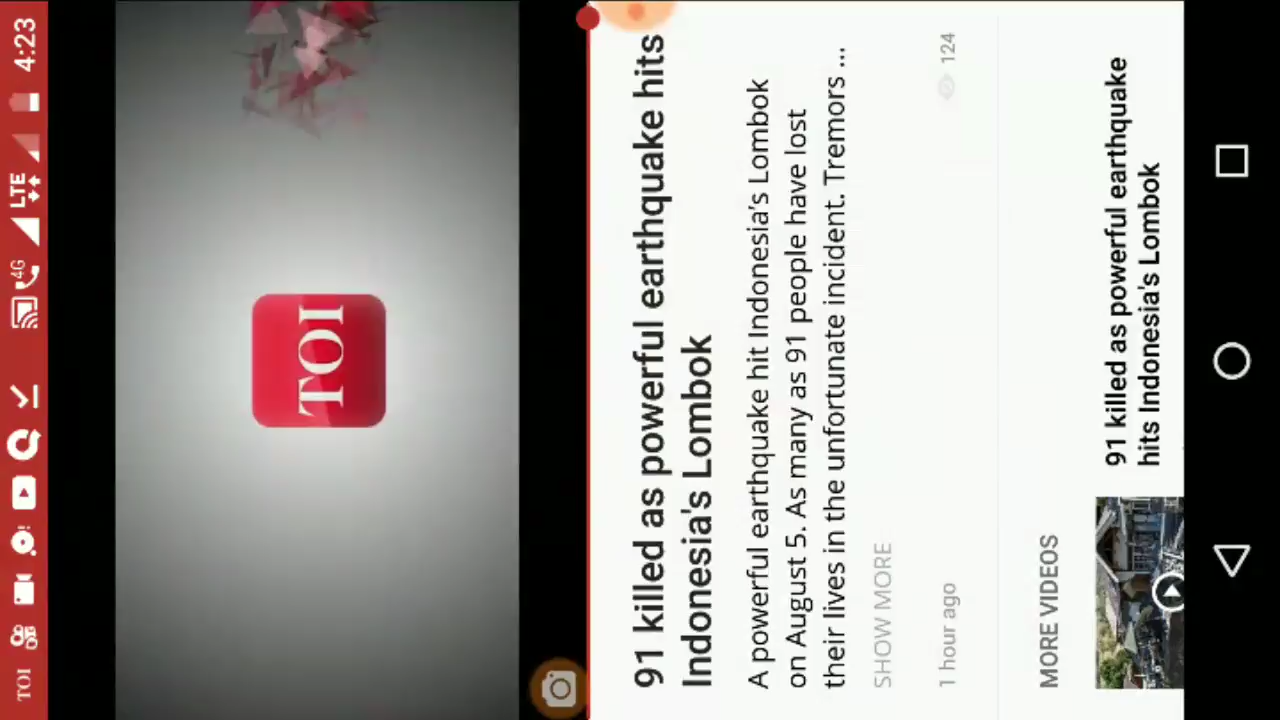 TOI
4G
LTE
4:23
TOI
91 killed as powerful earthquake hits
Indonesia's Lombok
A powerful earthquake hit Indonesia's Lombok
on August 5. As many as 91 people have lost
their lives in the unfortunate incident. Tremors ...
SHOW MORE
1 hour ago
124
MORE VIDEOS
91 killed as powerful earthquake
hits Indonesia's Lombok